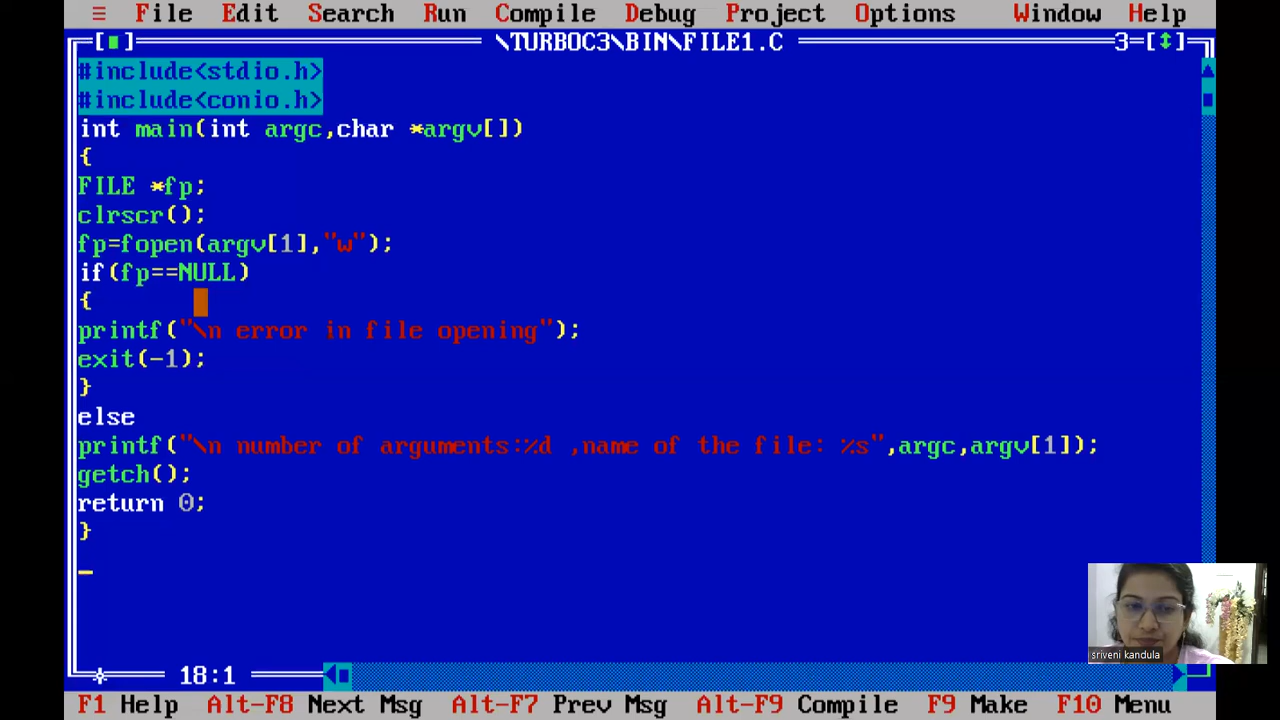 ≡ File Edit Search Run Compile Debug Project Options Window Help
[■] \TURBOC3\BIN\FILE1.C 3=[↕]
#include<stdio.h>
#include<conio.h>
int main(int argc,char *argv[])
{
FILE *fp;
clrscr();
fp=fopen(argv[1],"w");
if(fp==NULL)
{
printf("\n error in file opening");
exit(-1);
}
else
printf("\n number of arguments:%d ,name of the file: %s",argc,argv[1]);
getch();
return 0;
}
sriveni kandula
18:1
F1 Help Alt-F8 Next Msg Alt-F7 Prev Msg Alt-F9 Compile F9 Make F10 Menu